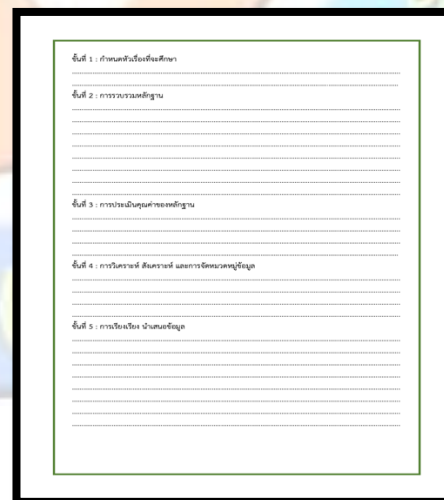 ขั้นที่ 1 : กำหนดหัวเรื่องที่จะศึกษา
ขั้นที่ 2 : การรวบรวมหลักฐาน
ขั้นที่ 3 : การประเมินคุณค่าของหลักฐาน
ขั้นที่ 4 : การวิเคราะห์ สังเคราะห์ และการจัดหมวดหมู่ข้อมูล
ขั้นที่ 5 : การเรียบเรียง นำเสนอข้อมูล